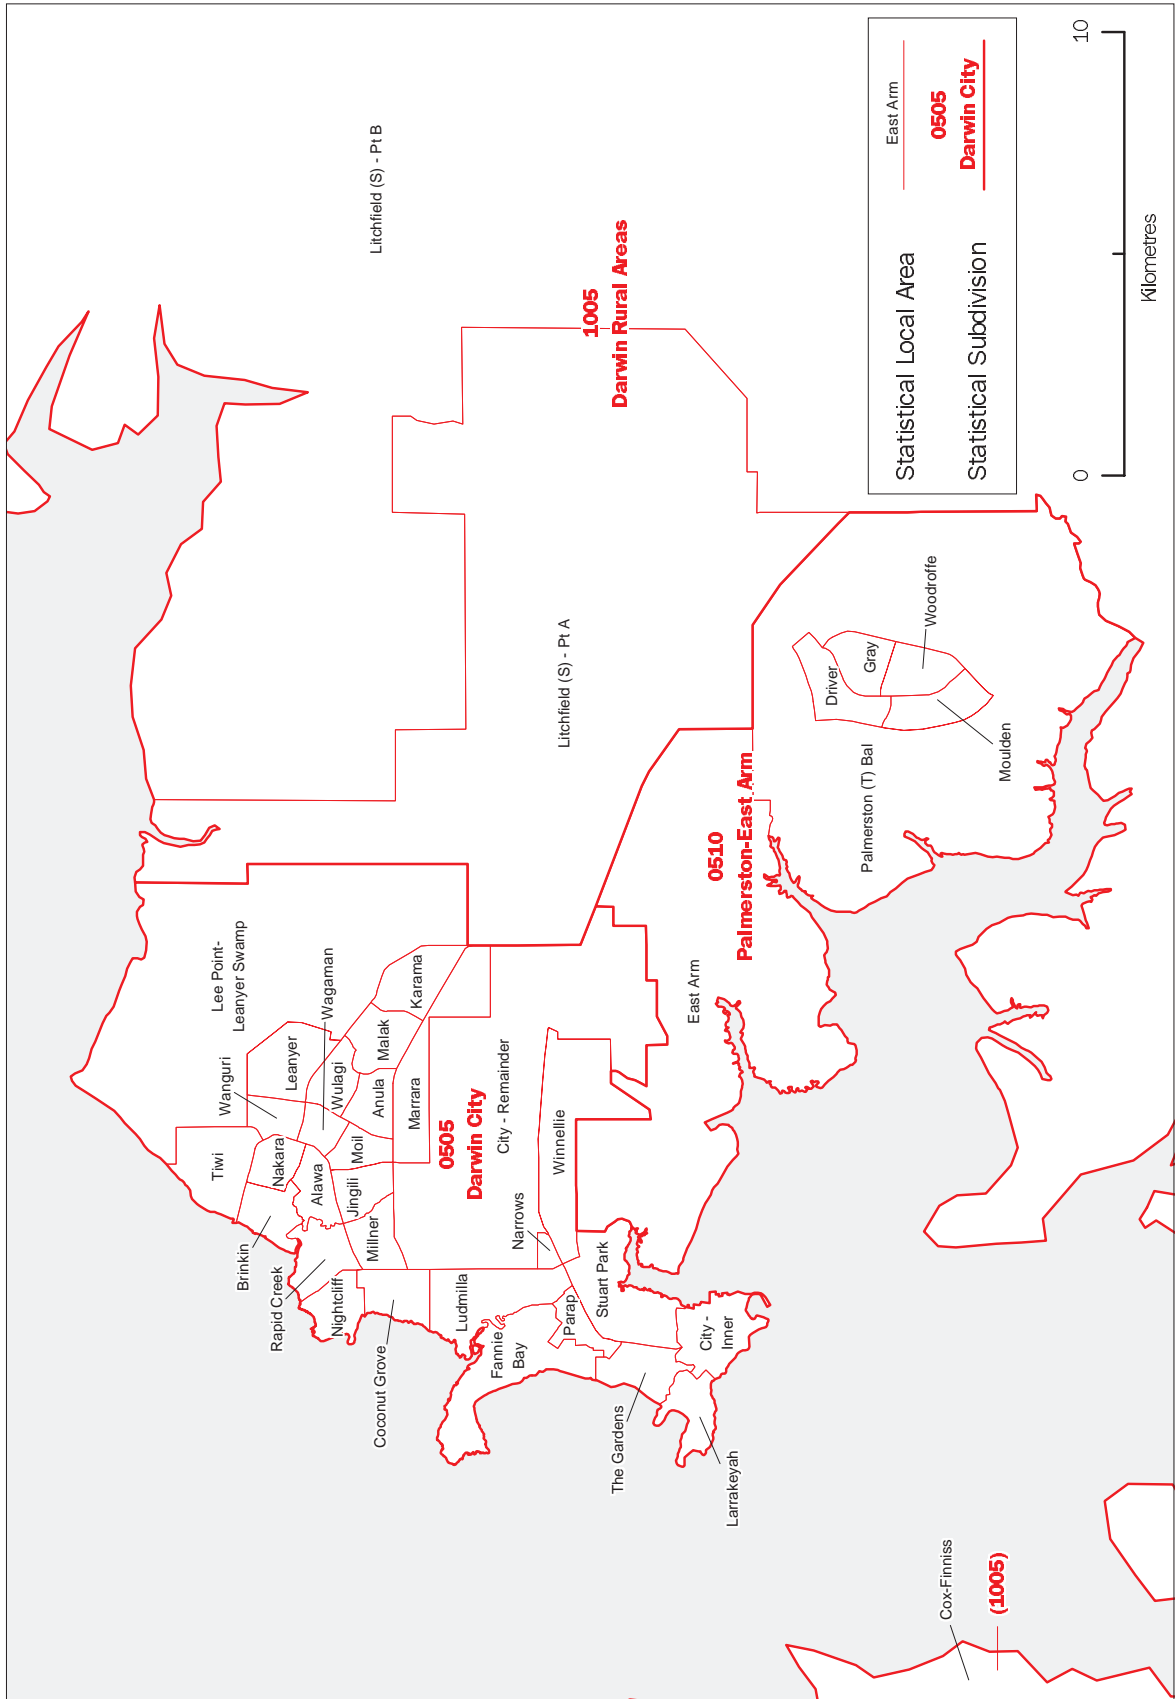 Lee Point-
Leanyer Swamp
Wanguri
Tiwi
Leanyer
Wagaman
Brinkin
Nakara
Wulagi
Karama
Rapid Creek
Alawa
Moil
Anula
Malak
Nightcliff
Jingili
Millner
Marrara
Coconut Grove
0505
Darwin City
Ludmilla
City - Remainder
Fannie
Bay
Narrows
Winnellie
Parap
Stuart Park
The Gardens
City -
Inner
Larrakeyah
East Arm
0510
Palmerston-East Arm
Litchfield (S) - Pt A
Litchfield (S) - Pt B
1005
Darwin Rural Areas
Driver
Gray
Woodroffe
Moulden
Palmerston (T) Bal
Cox-Finniss
(1005)
Statistical Local Area
East Arm
Statistical Subdivision
0505
Darwin City
0
10
Kilometres